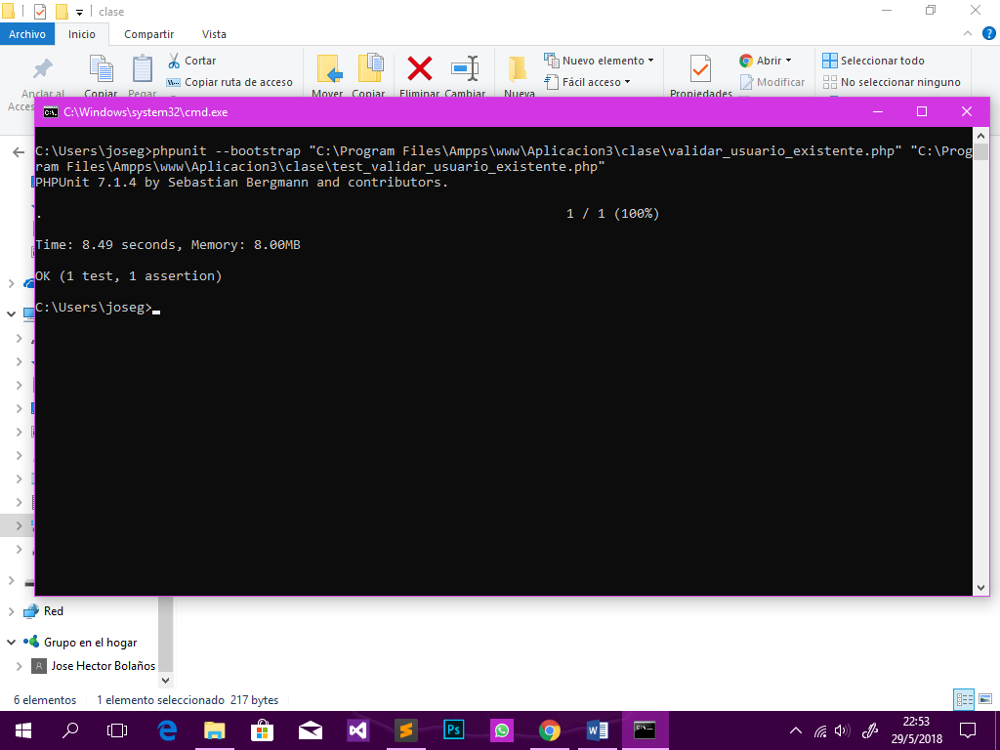 clase
Archivo Inicio Compartir Vista
Anclar al
Acces
Copiar Pegar
Cortar
Copiar ruta de acceso
Mover Copiar Eliminar Cambiar
Nueva
Nuevo elemento
Fácil acceso
Propiedades
Abrir
Modificar
Seleccionar todo
No seleccionar ninguno
C:\Windows\system32\cmd.exe
C:\Users\joseg>phpunit --bootstrap "C:\Program Files\Ampps\www\Aplicacion3\clase\validar_usuario_existente.php" "C:\Prog
ram Files\Ampps\www\Aplicacion3\clase\test_validar_usuario_existente.php"
PHPUnit 7.1.4 by Sebastian Bergmann and contributors.
. 1 / 1 (100%)
Time: 8.49 seconds, Memory: 8.00MB
OK (1 test, 1 assertion)
C:\Users\joseg>
Red
Grupo en el hogar
Jose Hector Bolaños
6 elementos 1 elemento seleccionado 217 bytes
Ps
22:53
29/5/2018